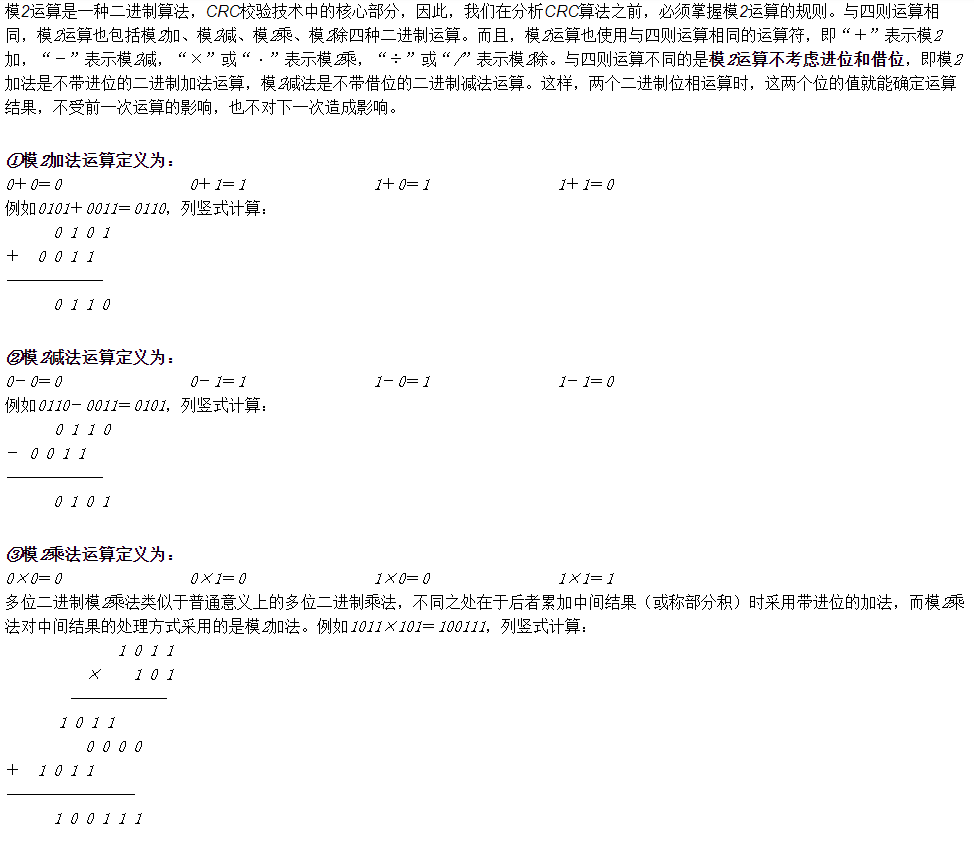 模2运算是一种二进制算法，CRC校验技术中的核心部分，因此，我们在分析CRC算法之前，必须掌握模2运算的规则。与四则运算相
同，模2运算也包括模2加、模2减、模2乘、模2除四种二进制运算。而且，模2运算也使用与四则运算相同的运算符，即“＋”表示模2
加，“－”表示模2减，“×”或“·”表示模2乘，“÷”或“/”表示模2除。与四则运算不同的是模2运算不考虑进位和借位，即模2
加法是不带进位的二进制加法运算，模2减法是不带借位的二进制减法运算。这样，两个二进制位相运算时，这两个位的值就能确定运算
结果，不受前一次运算的影响，也不对下一次造成影响。
①模2加法运算定义为：
0＋0＝0 0＋1＝1 1＋0＝1 1＋1＝0
例如0101＋0011＝0110，列竖式计算：
0 1 0 1
＋ 0 0 1 1
──────
0 1 1 0
②模2减法运算定义为：
0－0＝0 0－1＝1 1－0＝1 1－1＝0
例如0110－0011＝0101，列竖式计算：
0 1 1 0
－ 0 0 1 1
──────
0 1 0 1
③模2乘法运算定义为：
0×0＝0 0×1＝0 1×0＝0 1×1＝1
多位二进制模2乘法类似于普通意义上的多位二进制乘法，不同之处在于后者累加中间结果（或称部分积）时采用带进位的加法，而模2乘
法对中间结果的处理方式采用的是模2加法。例如1011×101＝100111，列竖式计算：
1 0 1 1
× 1 0 1
──────
1 0 1 1
0 0 0 0
＋ 1 0 1 1
────────
1 0 0 1 1 1